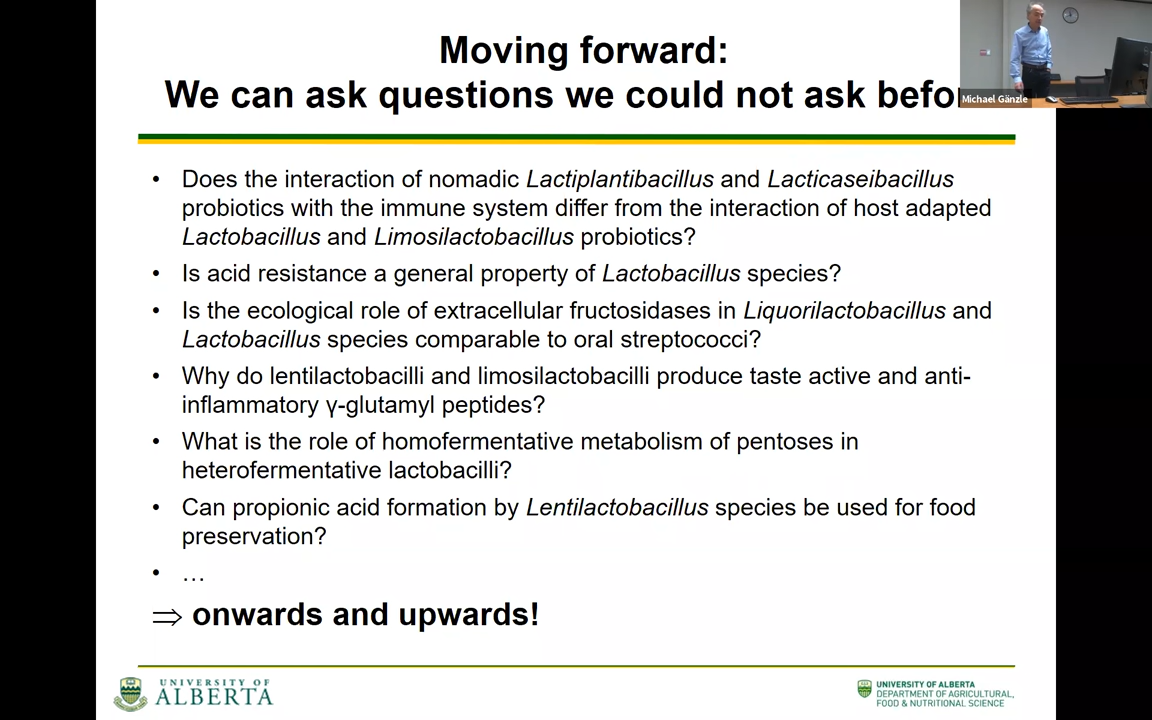 Moving forward:
We can ask questions we could not ask befo
Michael Gänzle
• Does the interaction of nomadic Lactiplantibacillus and Lacticaseibacillus
probiotics with the immune system differ from the interaction of host adapted
Lactobacillus and Limosilactobacillus probiotics?
• Is acid resistance a general property of Lactobacillus species?
• Is the ecological role of extracellular fructosidases in Liquorilactobacillus and
Lactobacillus species comparable to oral streptococci?
• Why do lentilactobacilli and limosilactobacilli produce taste active and anti-
inflammatory γ-glutamyl peptides?
• What is the role of homofermentative metabolism of pentoses in
heterofermentative lactobacilli?
• Can propionic acid formation by Lentilactobacillus species be used for food
preservation?
• …
⇒ onwards and upwards!
UNIVERSITY OF
ALBERTA
UNIVERSITY OF ALBERTA
DEPARTMENT OF AGRICULTURAL,
FOOD & NUTRITIONAL SCIENCE